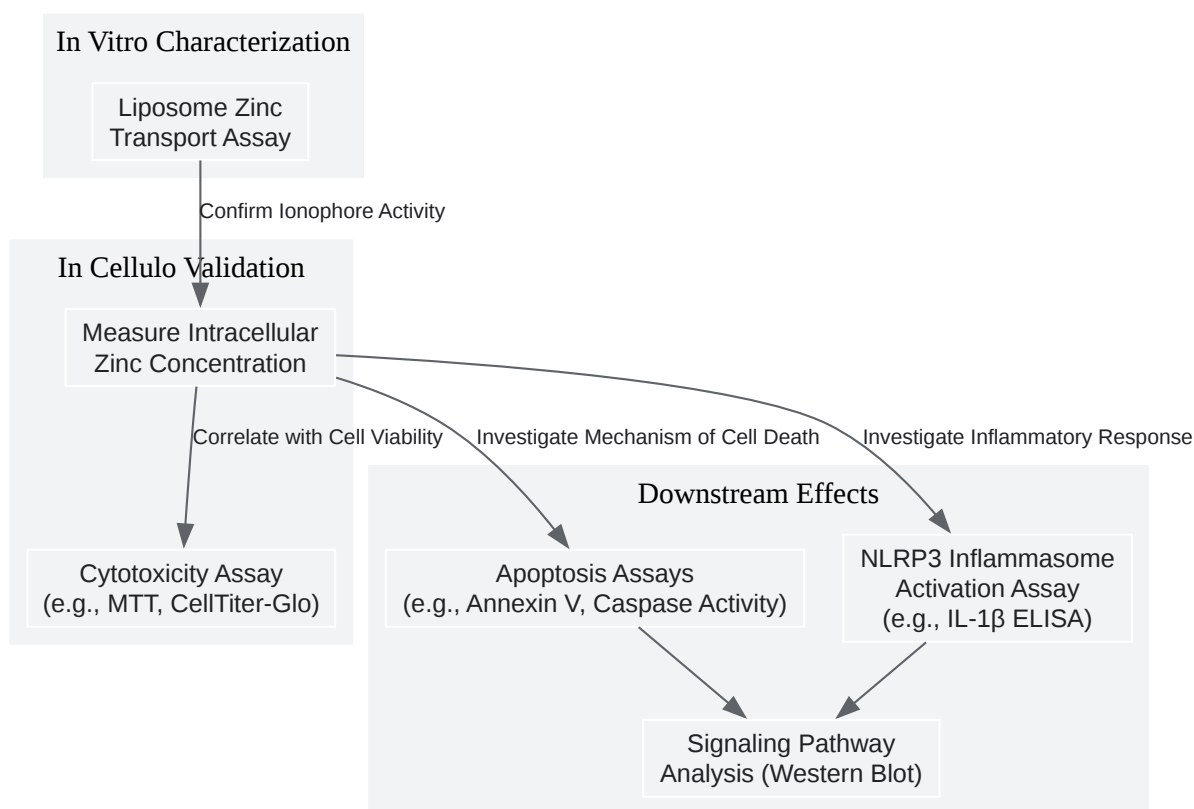 In Vitro Characterization
Liposome Zinc
Transport Assay
Confirm Ionophore Activity
In Cellulo Validation
Measure Intracellular
Zinc Concentration
Correlate with Cell Viability
Investigate Mechanism of Cell Death
Investigate Inflammatory Response
Downstream Effects
Cytotoxicity Assay
(e.g., MTT, CellTiter-Glo)
Apoptosis Assays
(e.g., Annexin V, Caspase Activity)
NLRP3 Inflammasome
Activation Assay
(e.g., IL-1β ELISA)
Signaling Pathway
Analysis (Western Blot)